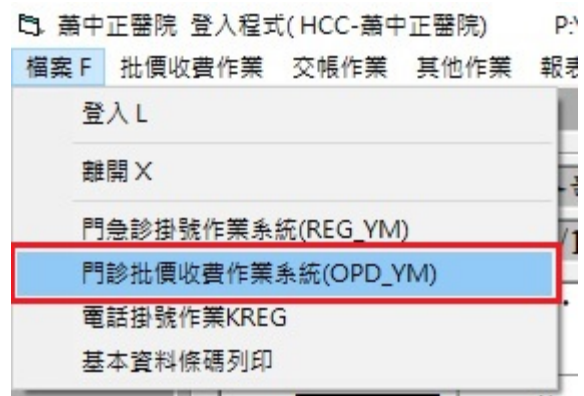 蕭中正醫院 登入程式(HCC-蕭中正醫院) P:\
檔案F 批價收費作業 交帳作業 其他作業 報表
登入L
離開X
門急診掛號作業系統(REG_YM)
門診批價收費作業系統(OPD_YM)
電話掛號作業KREG
基本資料條碼列印